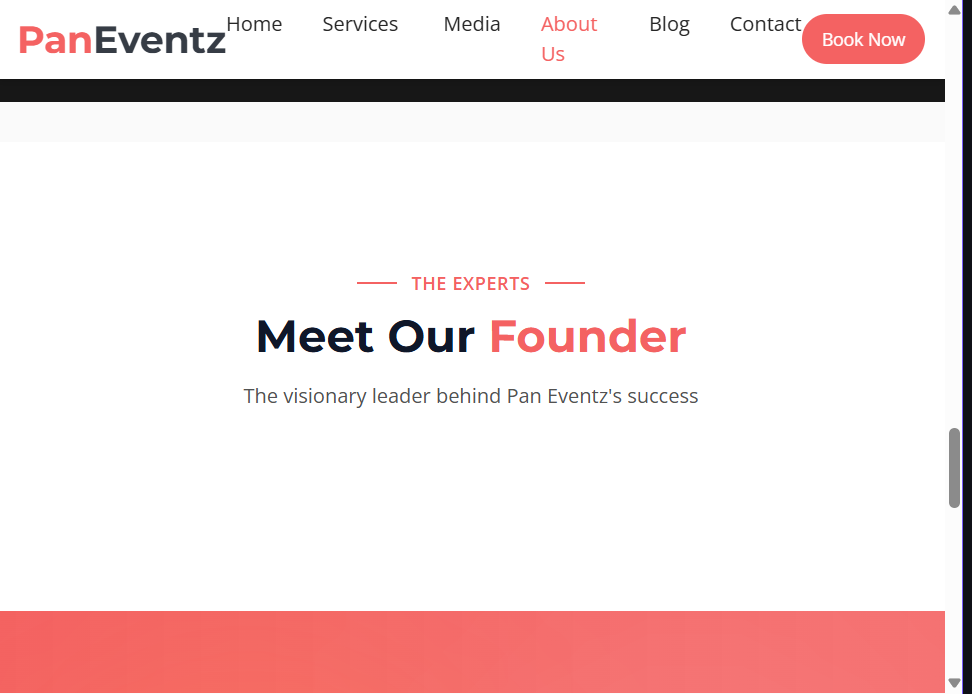 PanEventz
Home
Services
Media
About
Us
Blog
Contact
Book Now
THE EXPERTS
Meet Our Founder
The visionary leader behind Pan Eventz's success